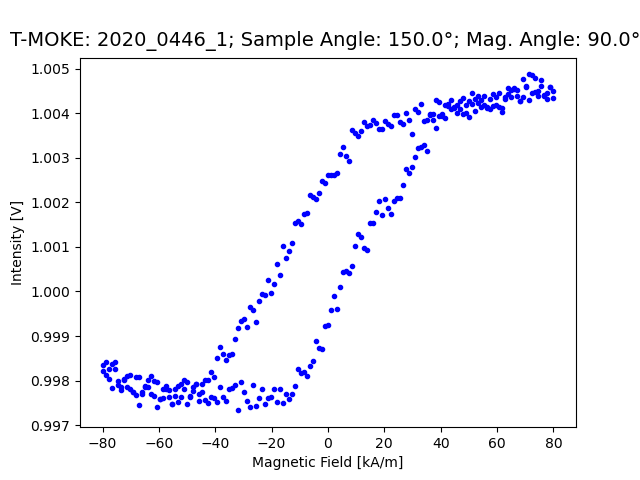 T-MOKE: 2020_0446_1; Sample Angle: 150.0°; Mag. Angle: 90.0°
1.005
1.004
1.003
1.002
1.001
1.000
0.999
0.998
0.997
Intensity [V]
−80 −60 −40 −20 0 20 40 60 80
Magnetic Field [kA/m]